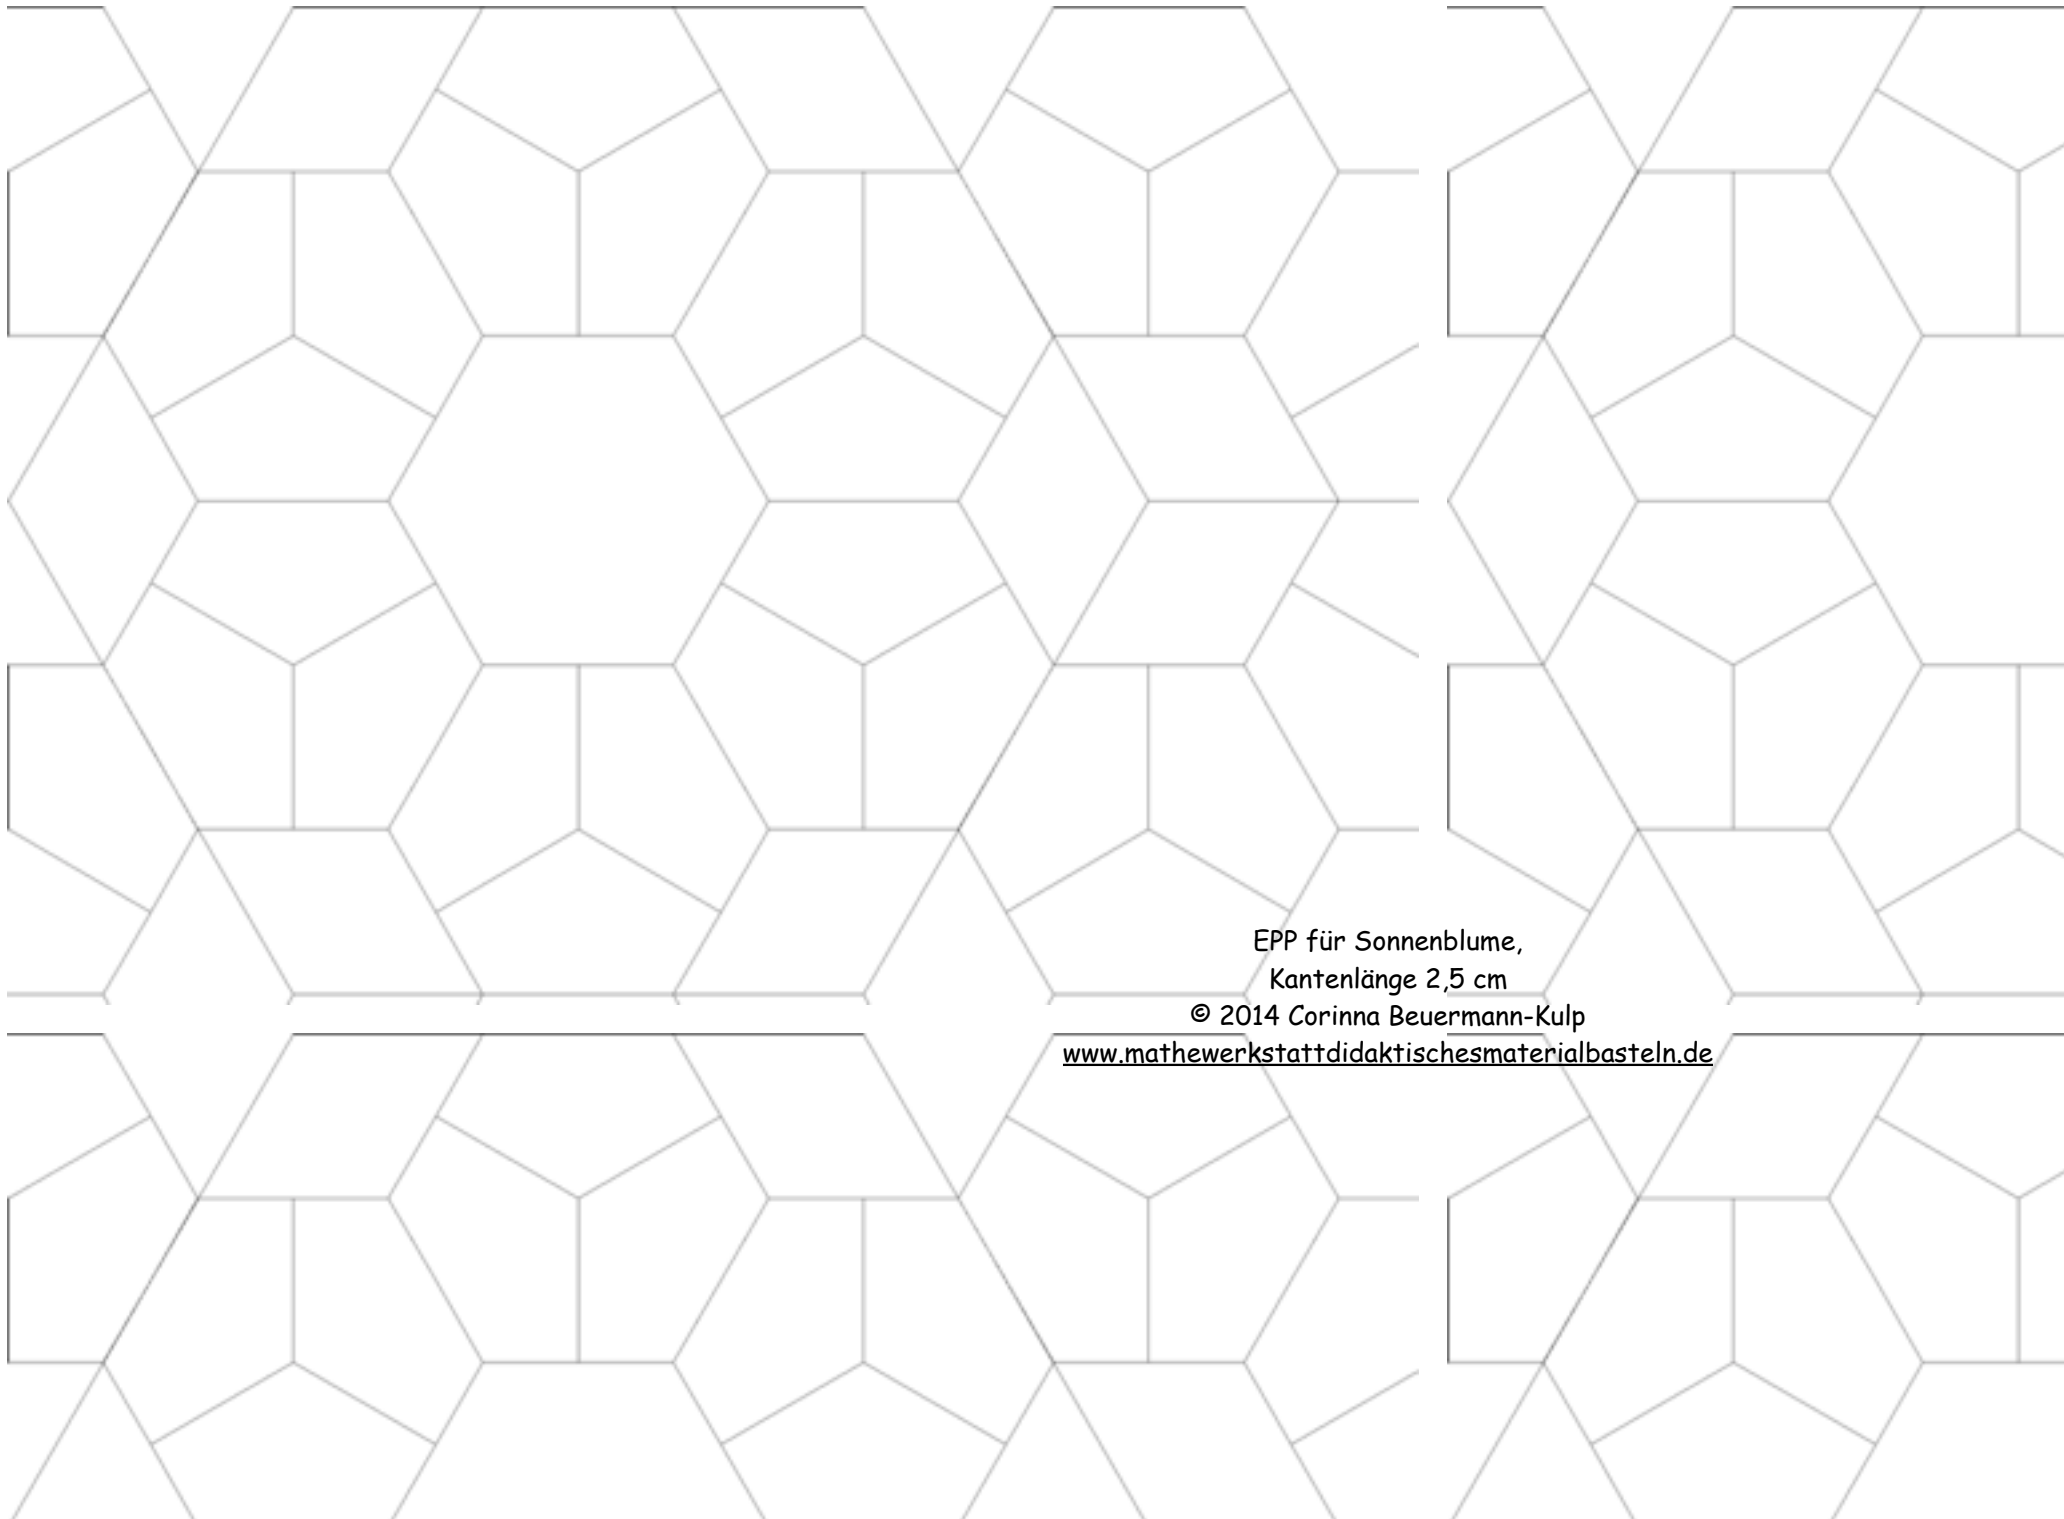 EPP für Sonnenblume,
Kantenlänge 2,5 cm
© 2014 Corinna Beuermann-Kulp
www.mathewerkstattdidaktischesmaterialbasteln.de